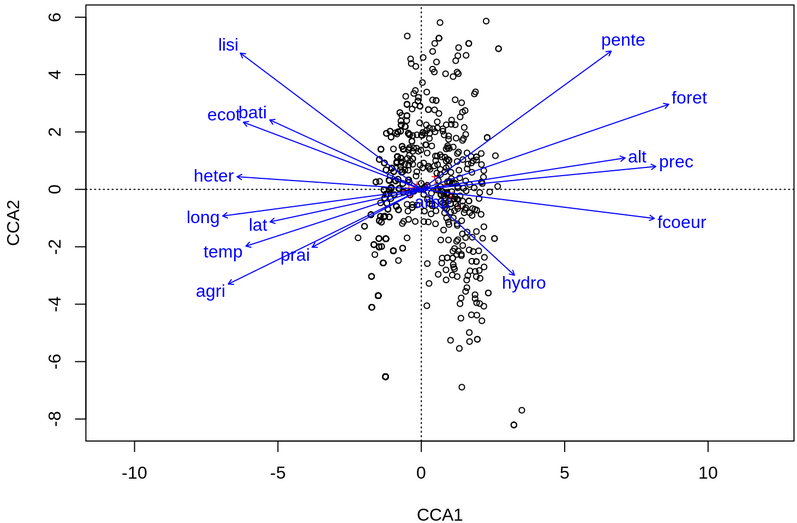 6
4
2
0
-2
-4
-6
-8
CCA2
lisi
pente
foret
ecot
bati
alt
prec
heter
long
lat
fcoeur
temp
prai
agri
hydro
-10
-5
0
5
10
CCA1